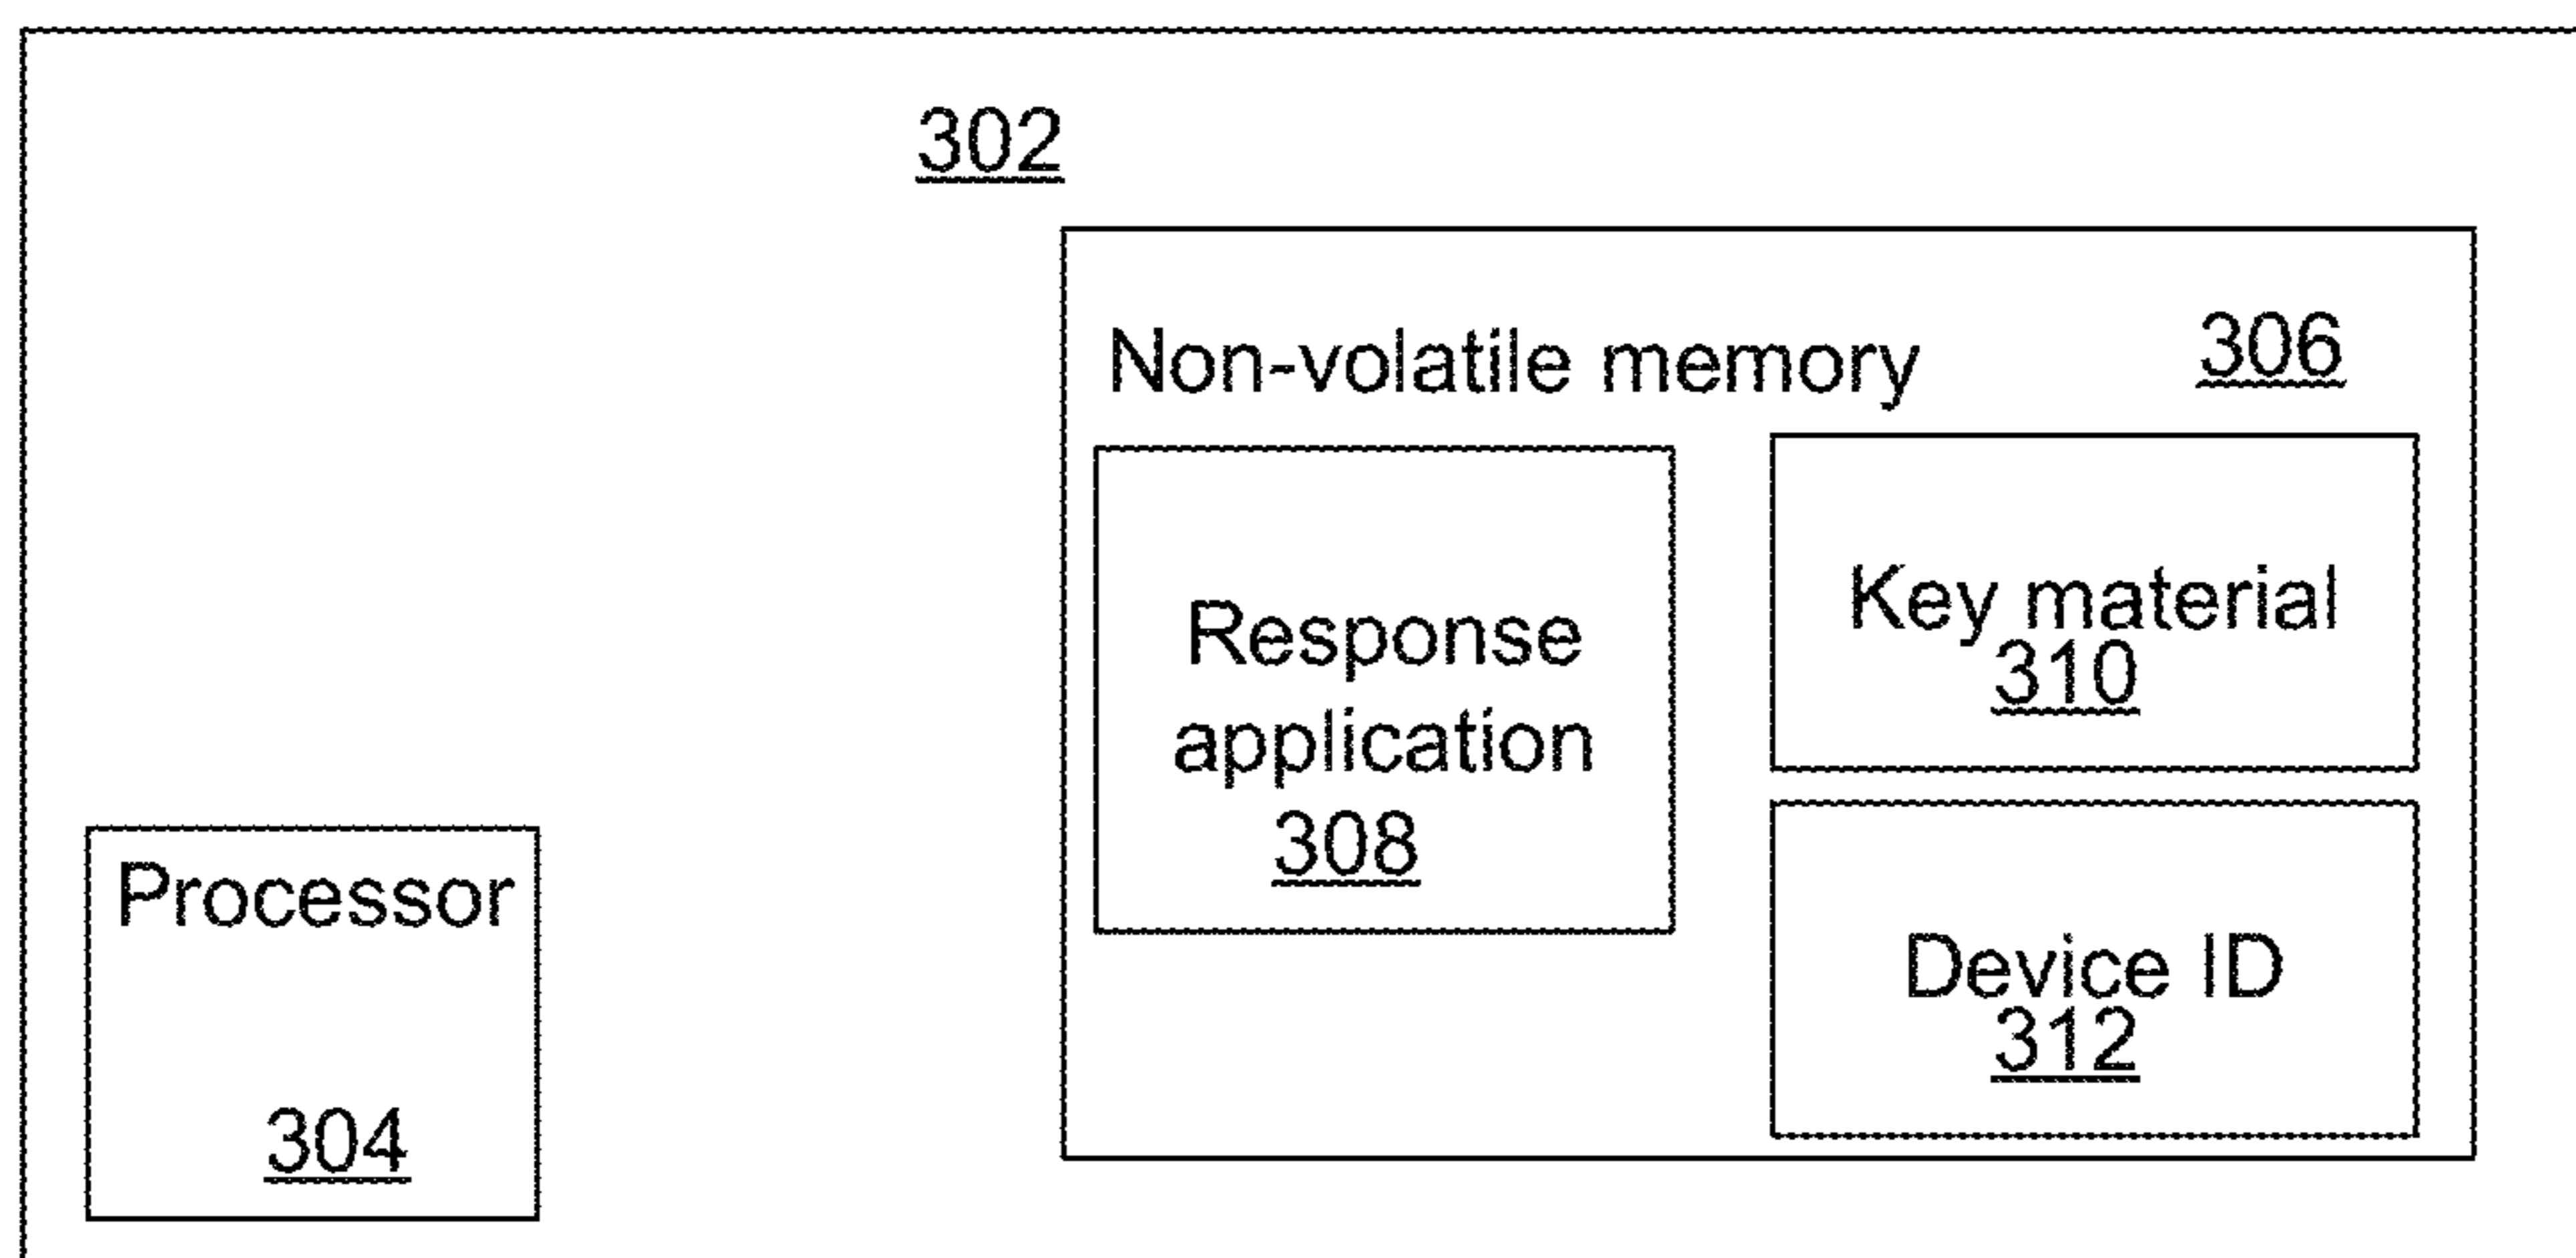 302
Non-volatile memory 306
Response
application
308
Key material
310
Device ID
312
Processor
304